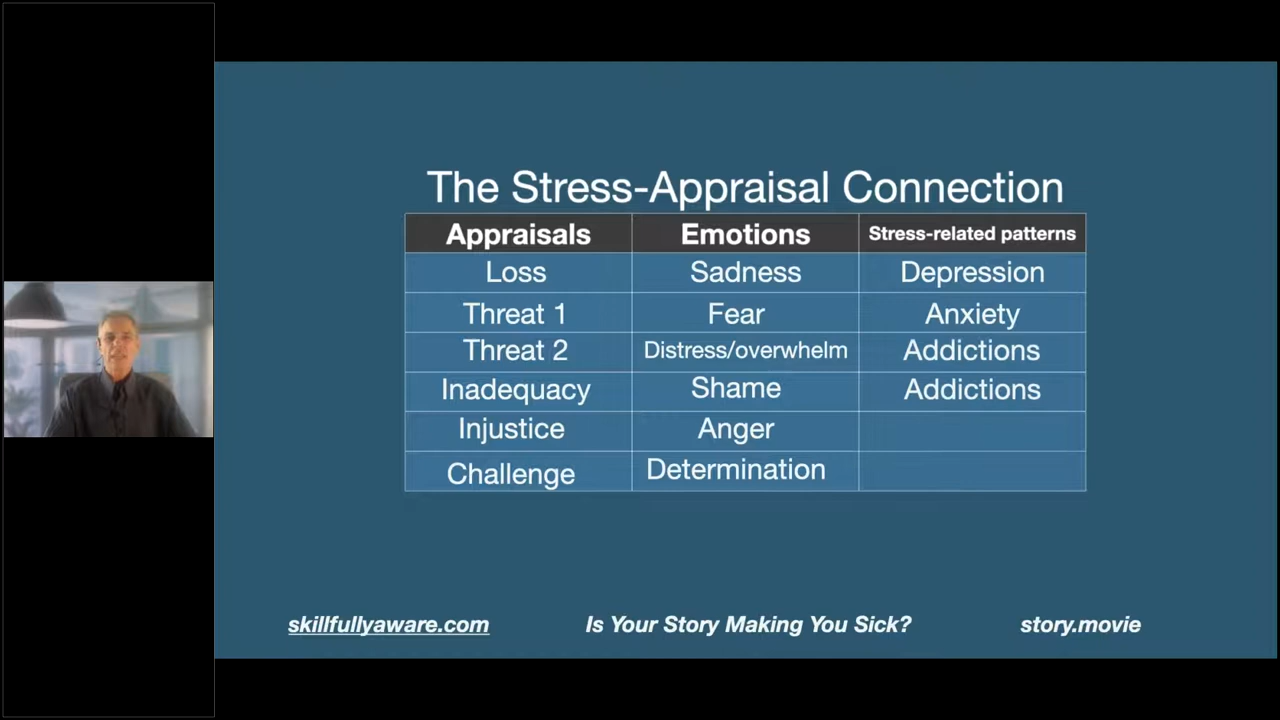 The Stress-Appraisal Connection
Appraisals Emotions Stress-related patterns
Loss Sadness Depression
Threat 1 Fear Anxiety
Threat 2 Distress/overwhelm Addictions
Inadequacy Shame Addictions
Injustice Anger
Challenge Determination
skillfullyaware.com Is Your Story Making You Sick? story.movie